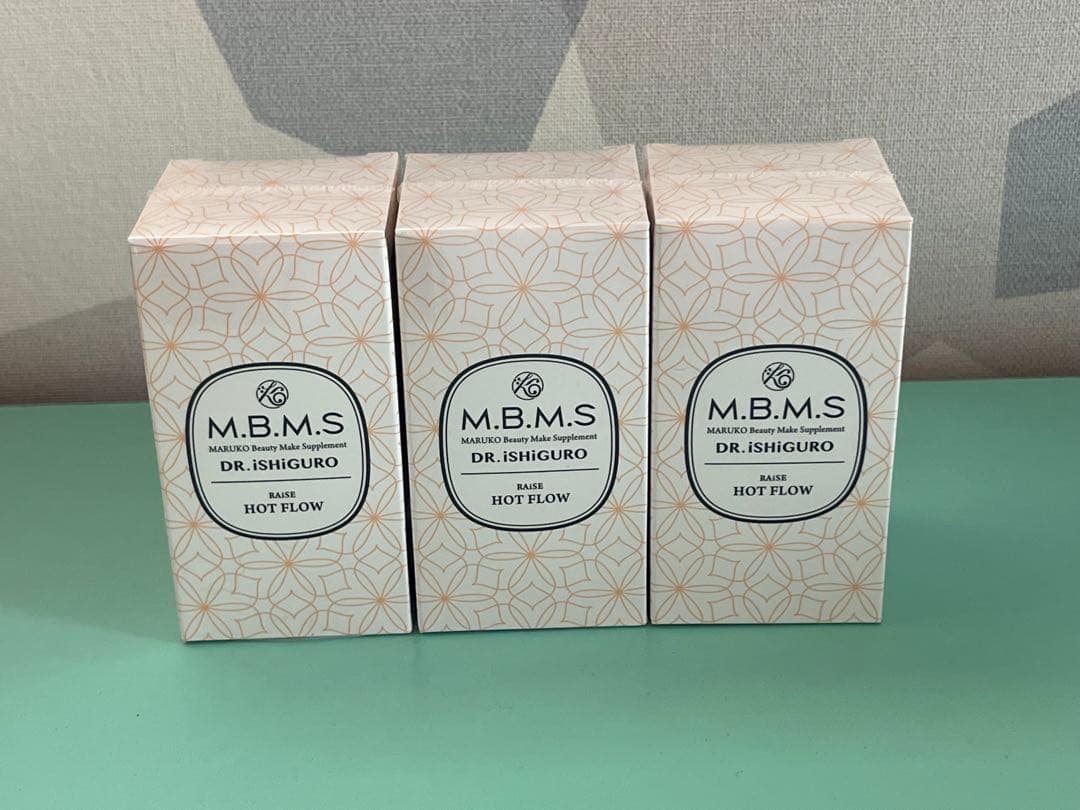 M.B.M.S
MARUKO Beauty Make Supplement
DR.iSHiGURO
RAiSE
HOT FLOW
M.B.M.S
MARUKO Beauty Make Supplement
DR.iSHiGURO
RAiSE
HOT FLOW
M.B.M.S
MARUKO Beauty Make Supplement
DR.iSHiGURO
RAiSE
HOT FLOW